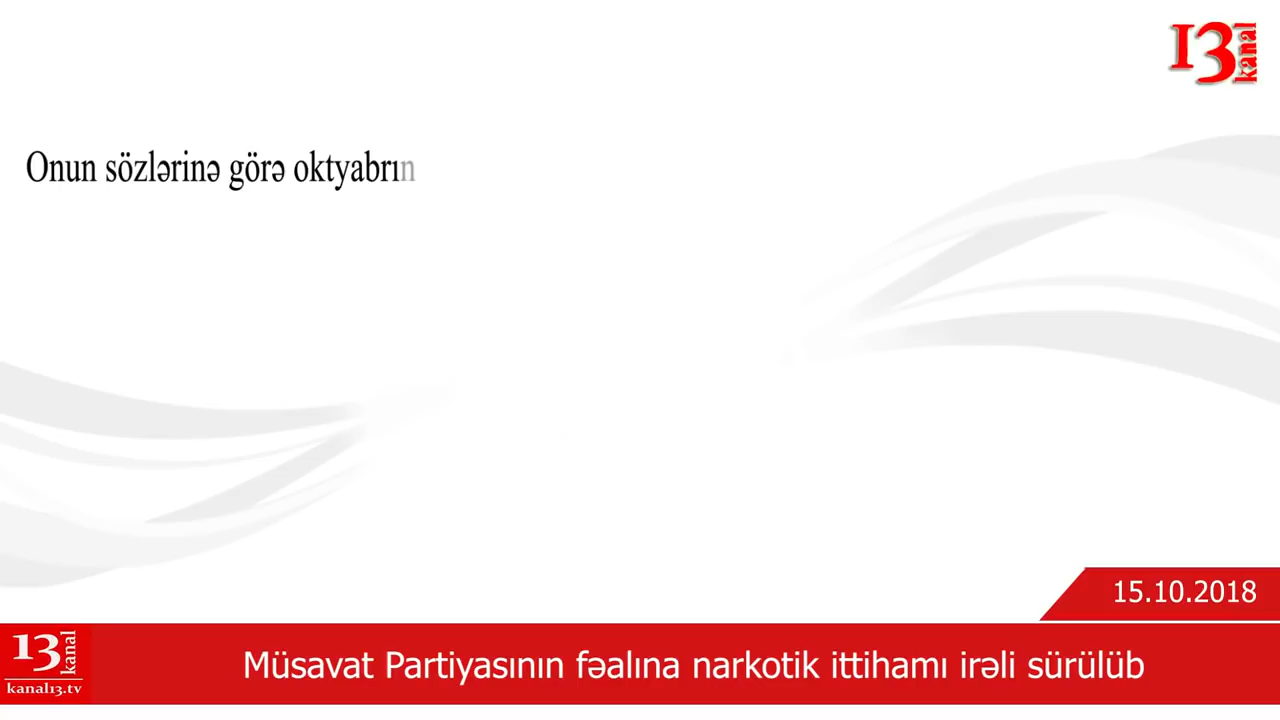 13 kanal
Onun sözlərinə görə oktyabrın
15.10.2018
13 kanal
kanal13.tv
Müsavat Partiyasının fəalına narkotik ittihamı irəli sürülüb